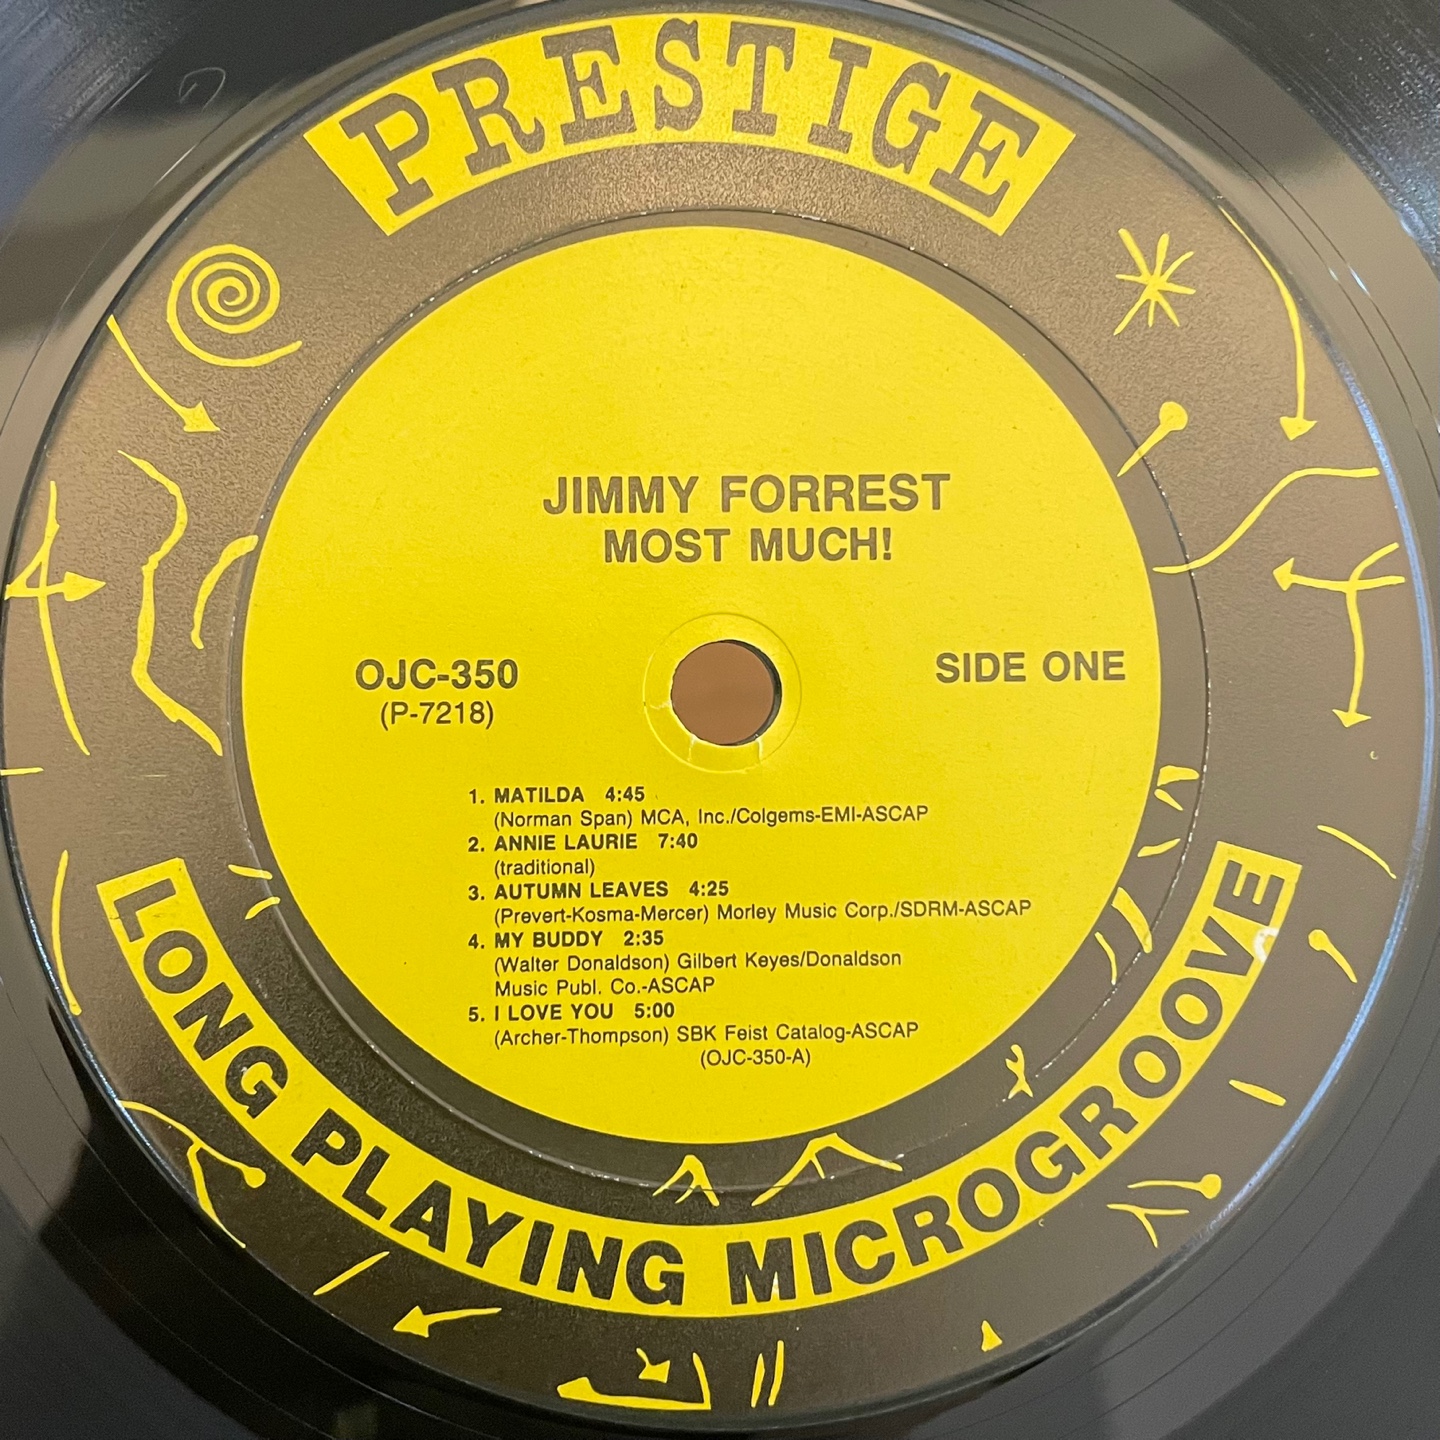 PRESTIGE
JIMMY FORREST
MOST MUCH!
OJC-350
(P-7218)
SIDE ONE
1. MATILDA 4:45
(Norman Span) MCA, Inc./Colgems-EMI-ASCAP
2. ANNIE LAURIE 7:40
(traditional)
3. AUTUMN LEAVES 4:25
(Prevert-Kosma-Mercer) Morley Music Corp./SDRM-ASCAP
4. MY BUDDY 2:35
(Walter Donaldson) Gilbert Keyes/Donaldson
Music Publ. Co.-ASCAP
5. I LOVE YOU 5:00
(Archer-Thompson) SBK Feist Catalog-ASCAP
(OJC-350-A)
LONG PLAYING MICROGROOVE